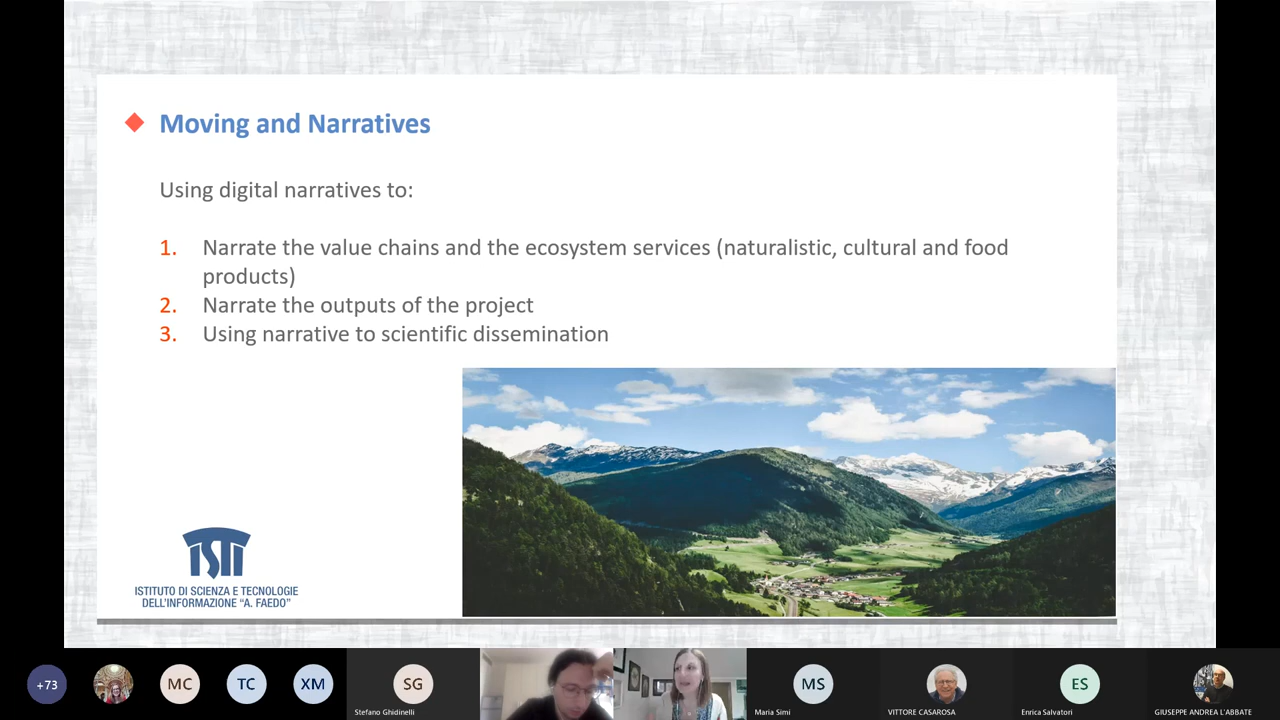 Moving and Narratives
Using digital narratives to:
1. Narrate the value chains and the ecosystem services (naturalistic, cultural and food
products)
2. Narrate the outputs of the project
3. Using narrative to scientific dissemination
ISTI
ISTITUTO DI SCIENZA E TECNOLOGIE
DELL'INFORMAZIONE "A. FAEDO"
+73
MC
TC
XM
SG
MS
ES
Stefano Ghidinelli
Maria Simi
VITTORE CASAROSA
Enrica Salvatori
GIUSEPPE ANDREA L'ABBATE